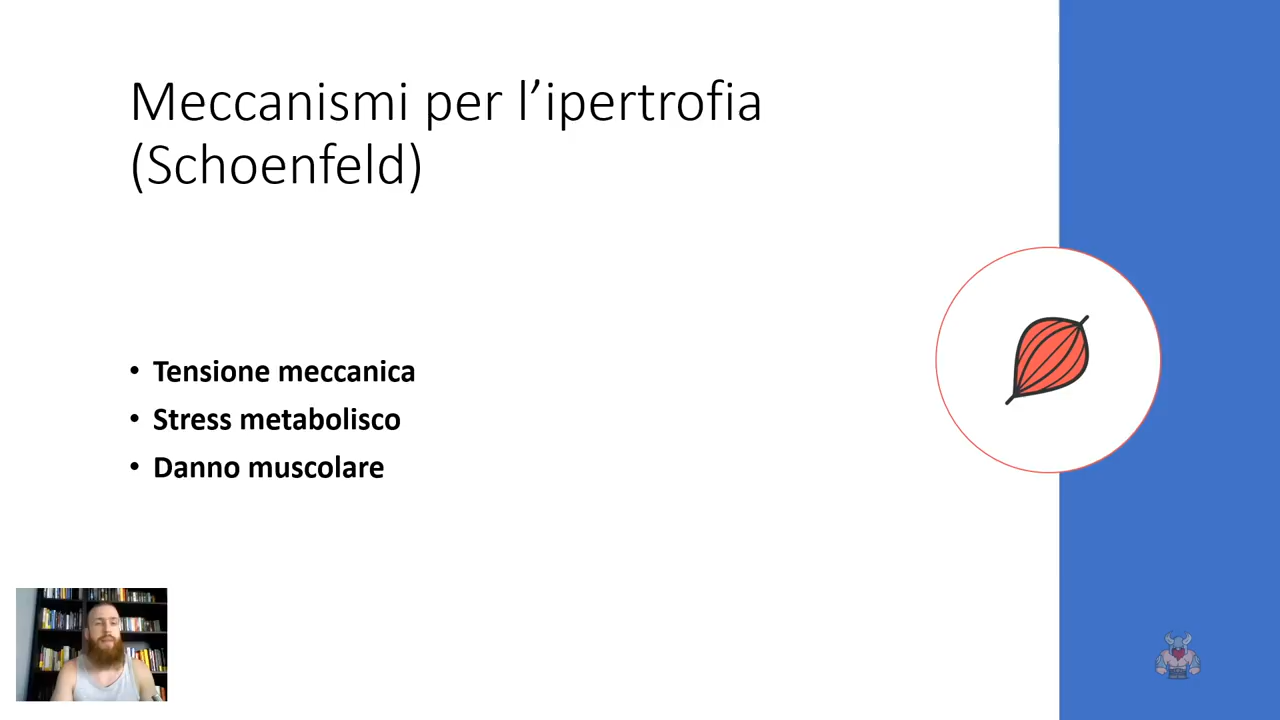 Meccanismi per l’ipertrofia
(Schoenfeld)
• Tensione meccanica
• Stress metabolisco
• Danno muscolare